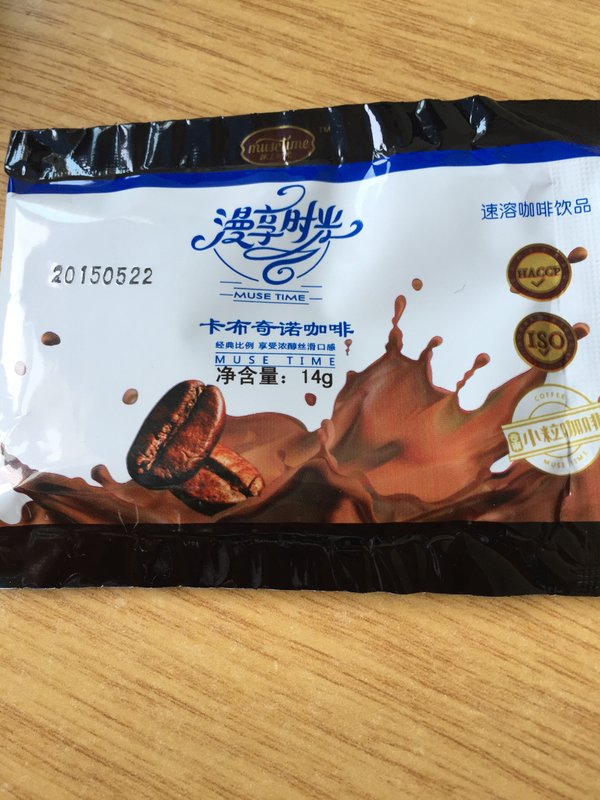 musetime
TM
漫享时光
MUSE TIME
速溶咖啡饮品
20150522
HACCP
ISO
卡布奇诺咖啡
经典比例 享受浓醇丝滑口感
MUSE TIME
净含量：14g
COFFEE
小粒咖啡
MUSE TIME